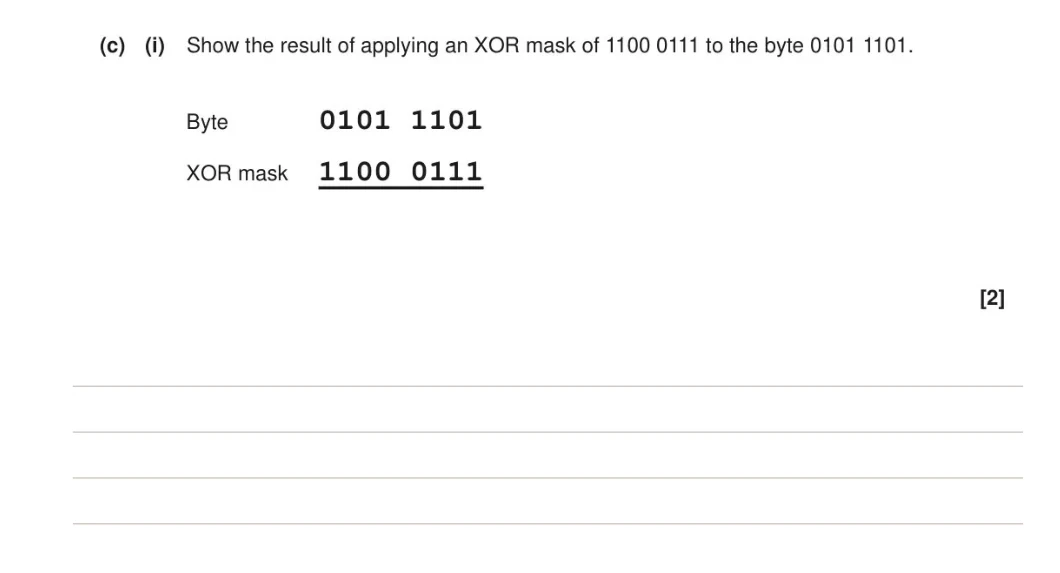 (c) (i) Show the result of applying an XOR mask of 1100 0111 to the byte 0101 1101.
Byte 0101 1101
XOR mask 1100 0111
[2]